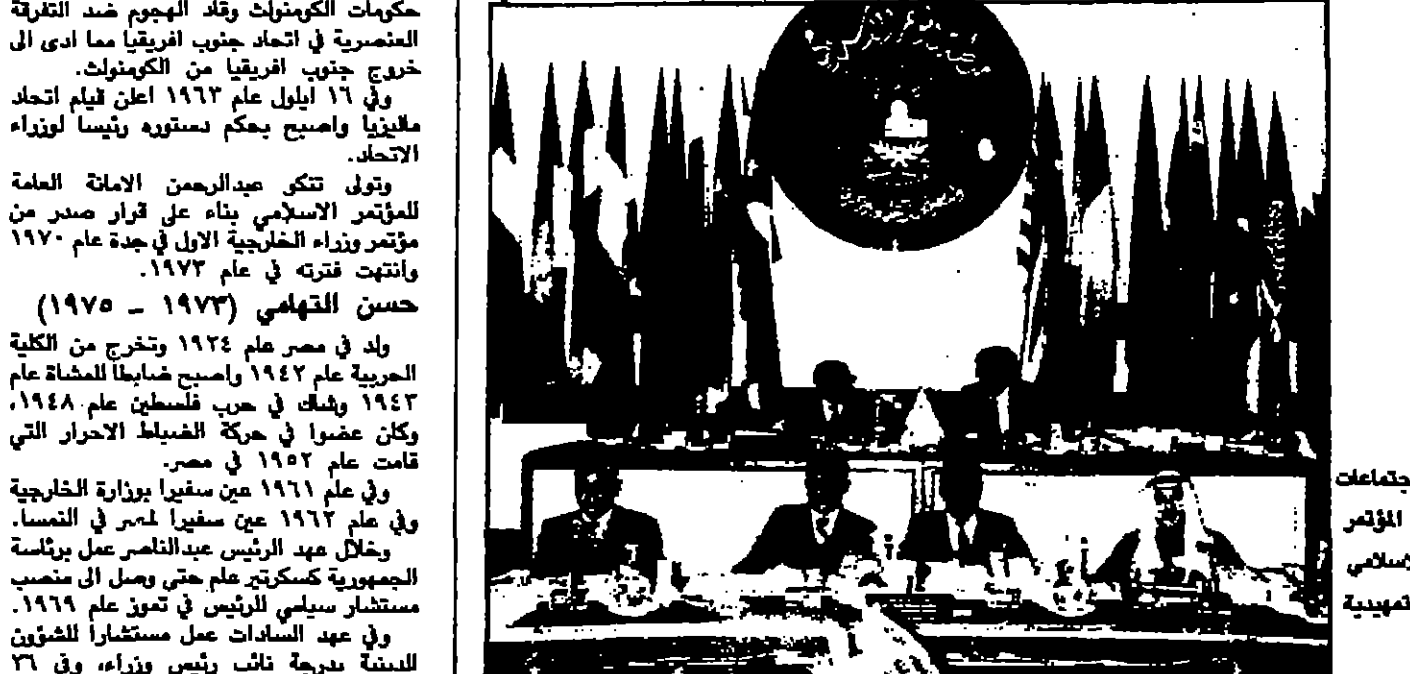 حكومات الكومنولث وقاد الهجوم ضد التفرقة
العنصرية في اتحاد جنوب افريقيا مما ادى الى
خروج جنوب افريقيا من الكومنولث.
وفي ١٦ ايلول عام ١٩٦٣ اعلن قيام اتحاد
ماليزيا واصبح بحكم دستوره رئيسا لوزراء
الاتحاد.
وتولى تنكو عبدالرحمن الامانة العامة
للمؤتمر الاسلامي بناء على قرار صدر من
مؤتمر وزراء الخارجية الاول في جدة عام ١٩٧٠
وانتهت فترته في عام ١٩٧٣.
حسن التهامي (١٩٧٣ ـ ١٩٧٥)
ولد في مصر عام ١٩٢٤ وتخرج من الكلية
الحربية عام ١٩٤٢ واصبح ضابطا للمشاة عام
١٩٤٣ وشك في حرب فلسطين عام ١٩٤٨،
وكان عضوا في حركة الضباط الاحرار التي
قامت عام ١٩٥٢ في مصر.
وفي عام ١٩٦١ عين سفيرا بوزارة الخارجية
وفي عام ١٩٦٢ عين سفيرا لمصر في النمسا.
وخلال عهد الرئيس عبدالناصر عمل برئاسة
الجمهورية كسكرتير عام حتى وصل الى منصب
مستشار سياسي للرئيس في تموز عام ١٩٦٩.
وفي عهد السادات عمل مستشارا للشؤون
الدينية بدرجة نائب رئيس وزراء، وفي ٢٦
جتماعات
المؤتمر
لاسلامي
تمهيدية